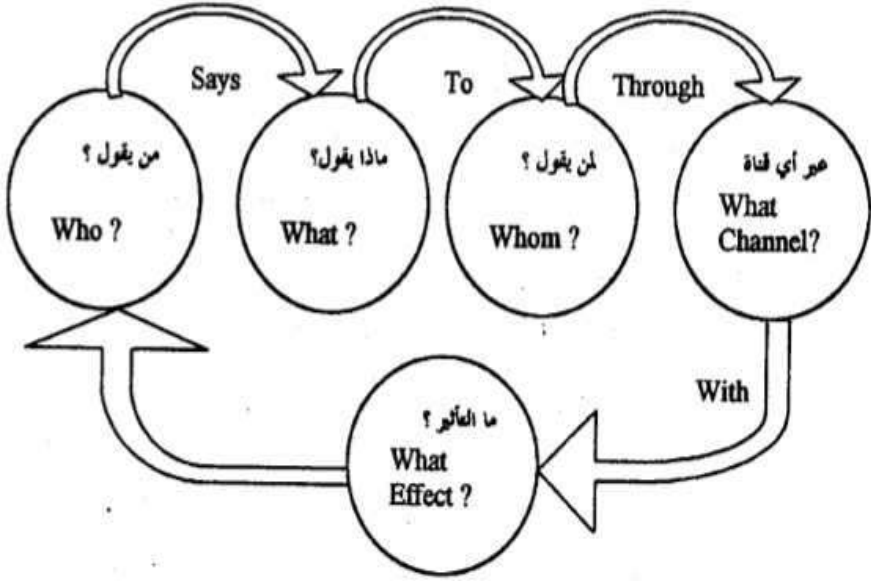 Says
To
Through
من يقول ؟
Who ?
ماذا يقول؟
What ?
لمن يقول ؟
Whom ?
عبر أي قناة
What
Channel?
With
ما التأثير ؟
What
Effect ?